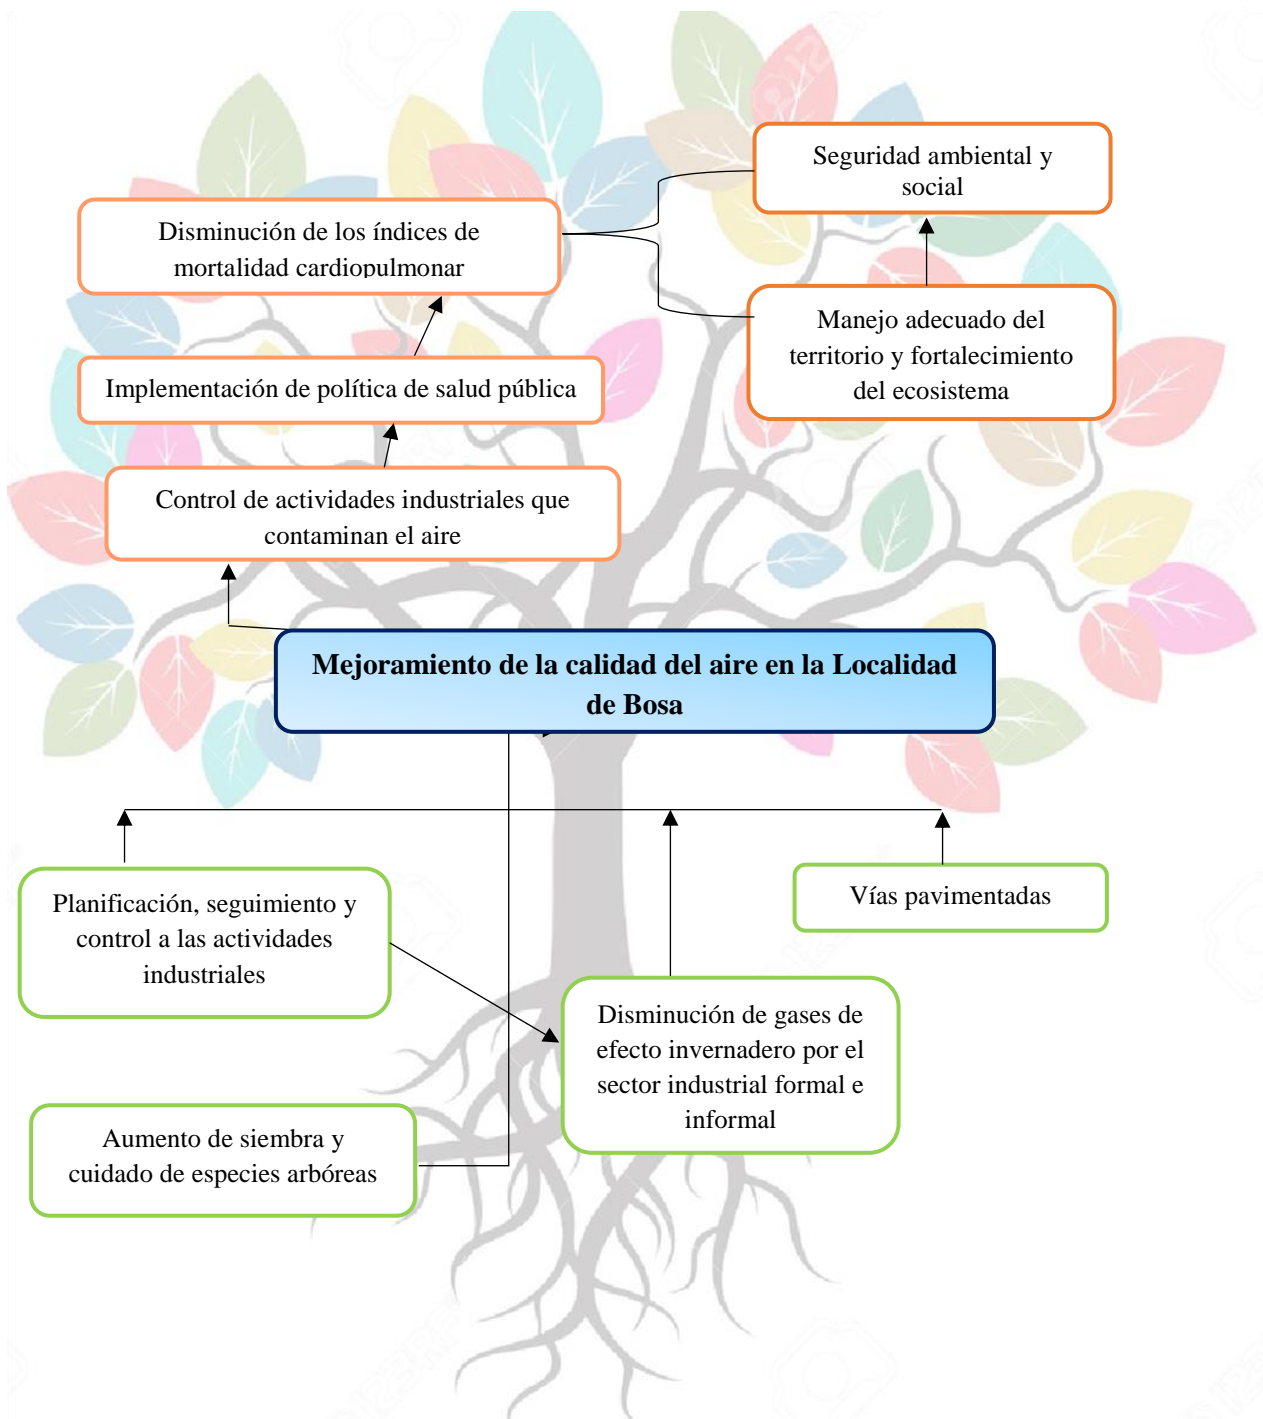 Seguridad ambiental y
social
Disminución de los índices de
mortalidad cardiopulmonar
Manejo adecuado del
territorio y fortalecimiento
del ecosistema
Implementación de política de salud pública
Control de actividades industriales que
contaminan el aire
Mejoramiento de la calidad del aire en la Localidad
de Bosa
Planificación, seguimiento y
control a las actividades
industriales
Vías pavimentadas
Disminución de gases de
efecto invernadero por el
sector industrial formal e
informal
Aumento de siembra y
cuidado de especies arbóreas